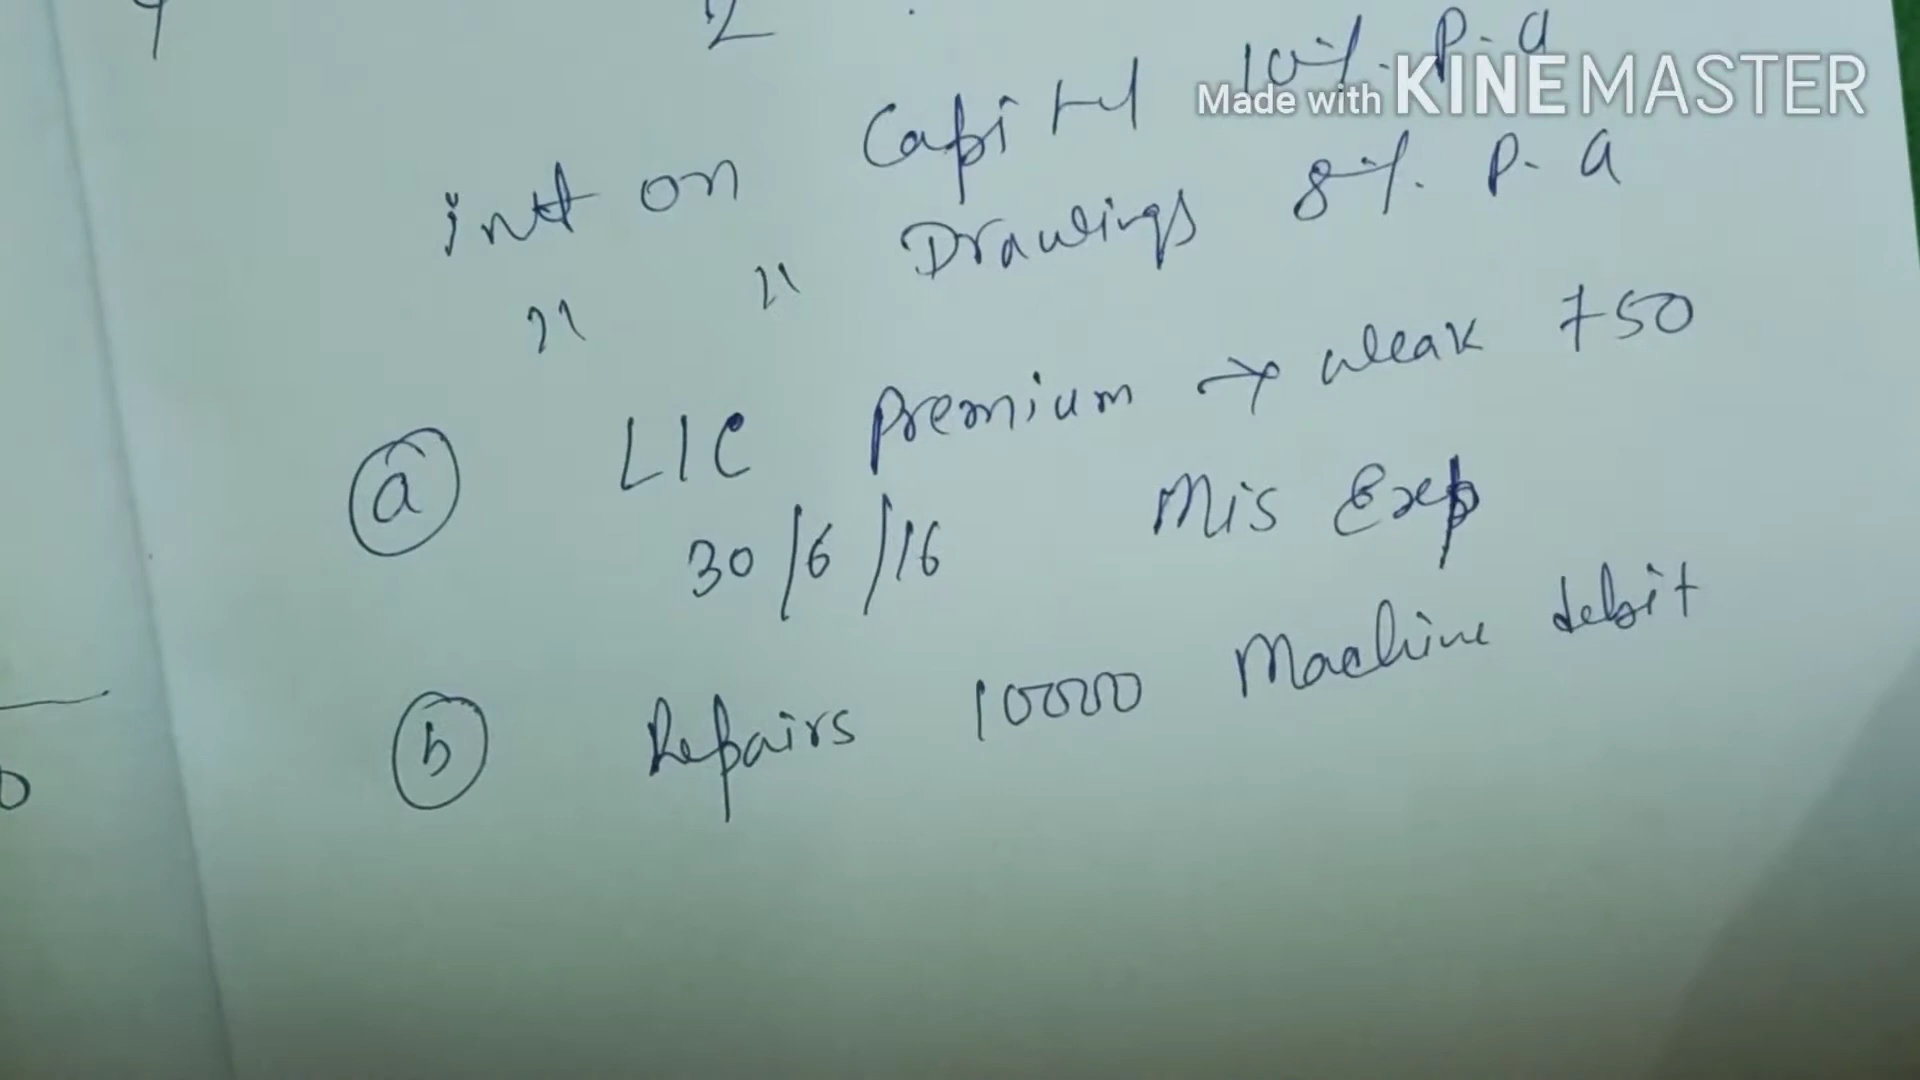 2
int on Capital 10%. P.a
" " Drawings 8%. P.a
(a) LIC Premium → 750
30/6/16 Mis Exp
(b) Repairs 10000 Machine debit
Made with KINEMASTER